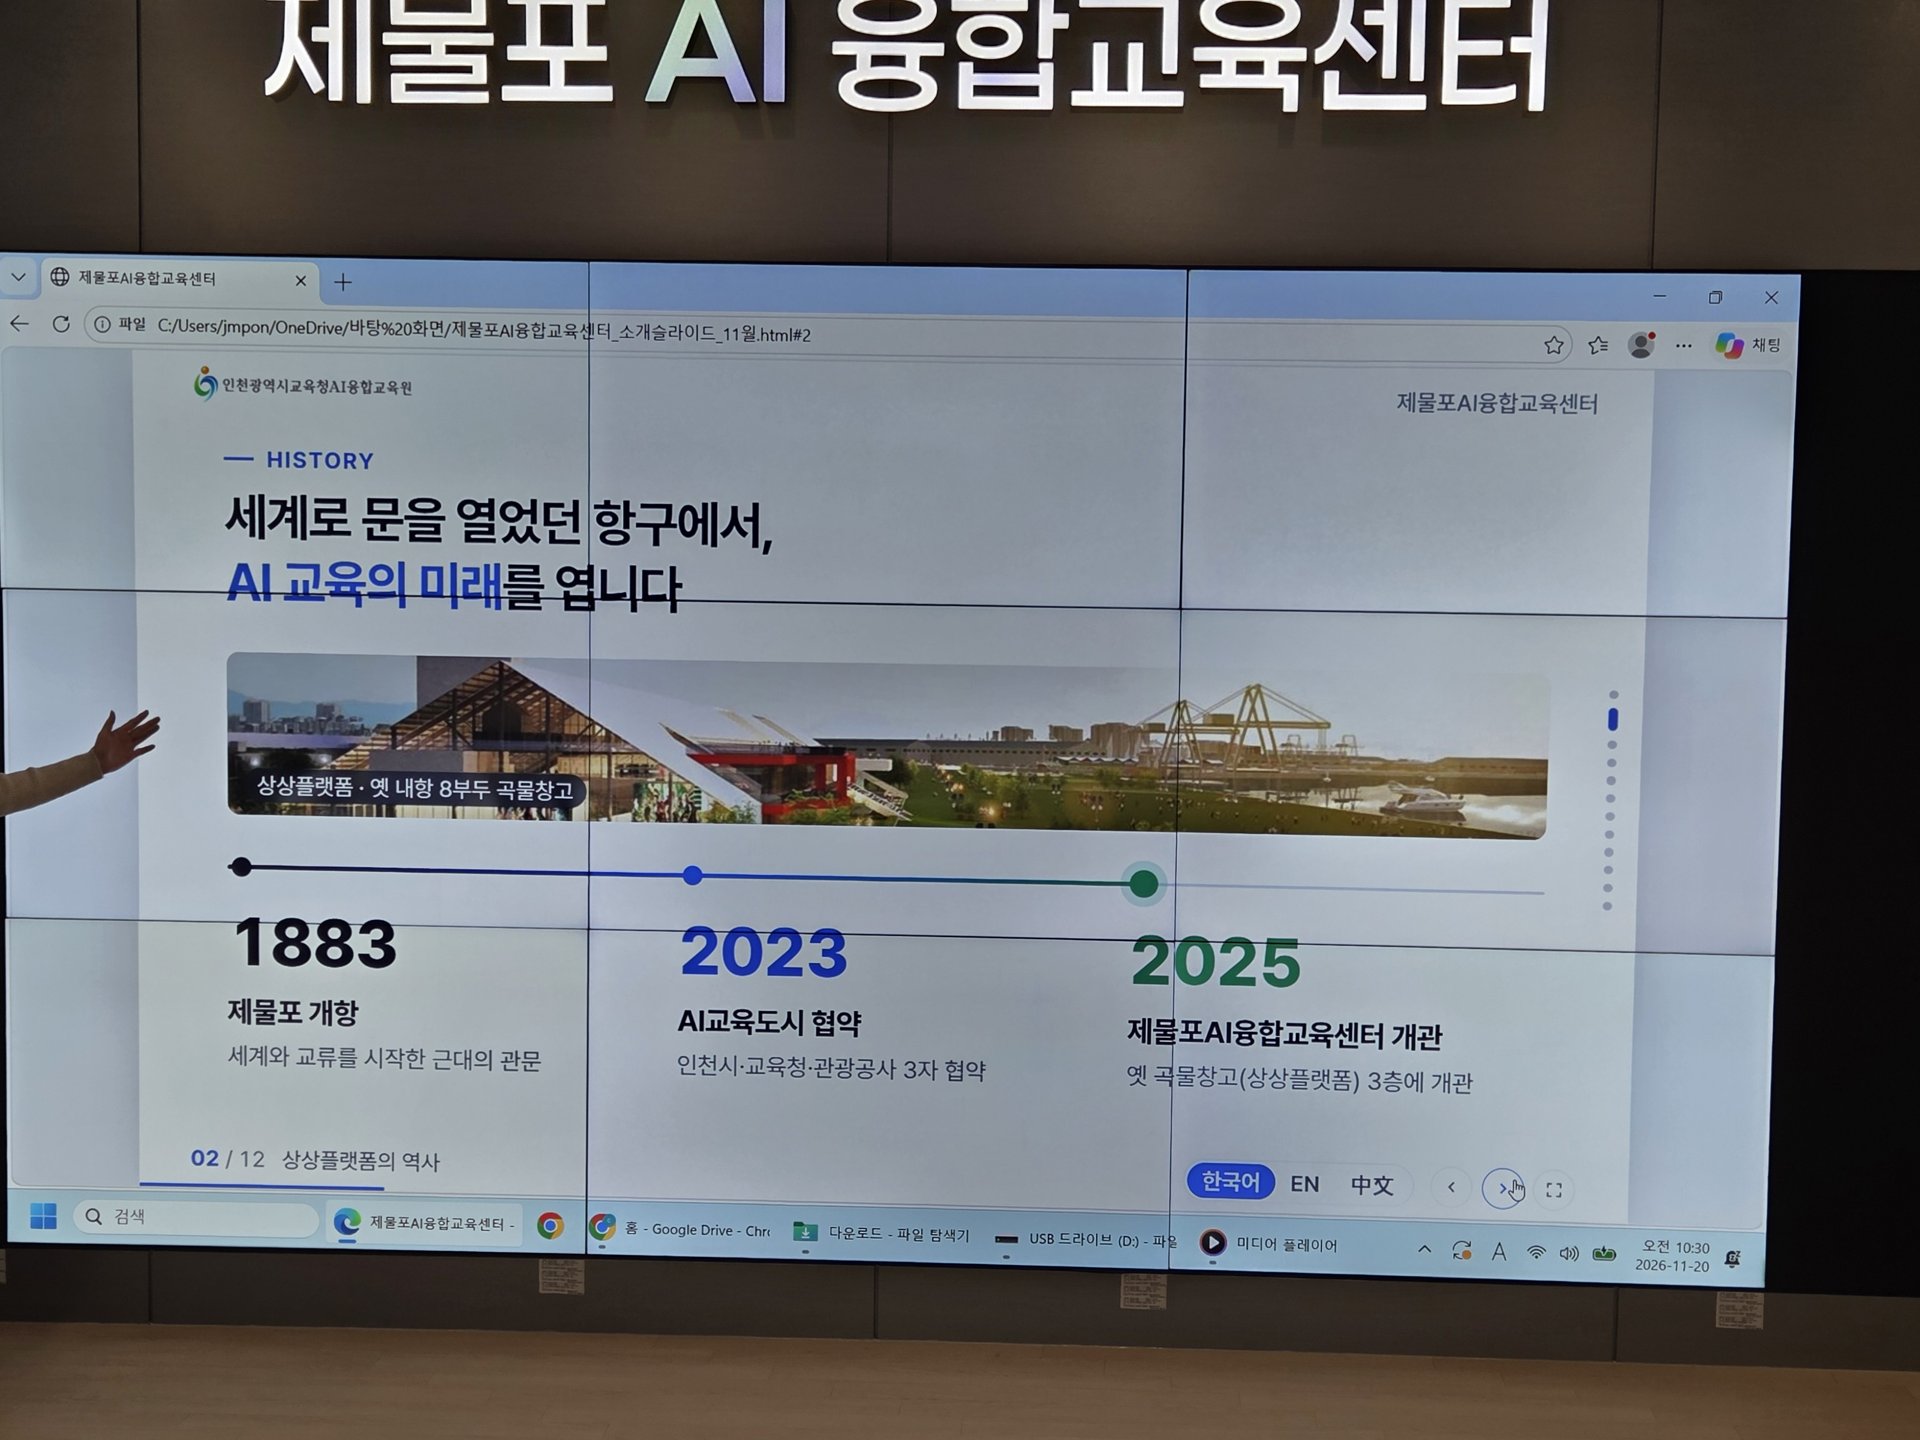 제물포 AI 융합교육센터
제물포AI융합교육센터
파일 C:/Users/jmpon/OneDrive/바탕%20화면/제물포AI융합교육센터_소개슬라이드_11월.html#2
채팅
인천광역시교육청AI융합교육원
제물포AI융합교육센터
HISTORY
세계로 문을 열었던 항구에서,
AI 교육의 미래를 엽니다
상상플랫폼 · 옛 내항 8부두 곡물창고
1883
제물포 개항
세계와 교류를 시작한 근대의 관문
2023
AI교육도시 협약
인천시·교육청·관광공사 3자 협약
2025
제물포AI융합교육센터 개관
옛 곡물창고(상상플랫폼) 3층에 개관
02 / 12 상상플랫폼의 역사
한국어 EN 中文
검색
제물포AI융합교육센터 -
홈 - Google Drive - Chr
다운로드 - 파일 탐색기
USB 드라이브 (D:) - 파일
미디어 플레이어
A
오전 10:30
2026-11-20